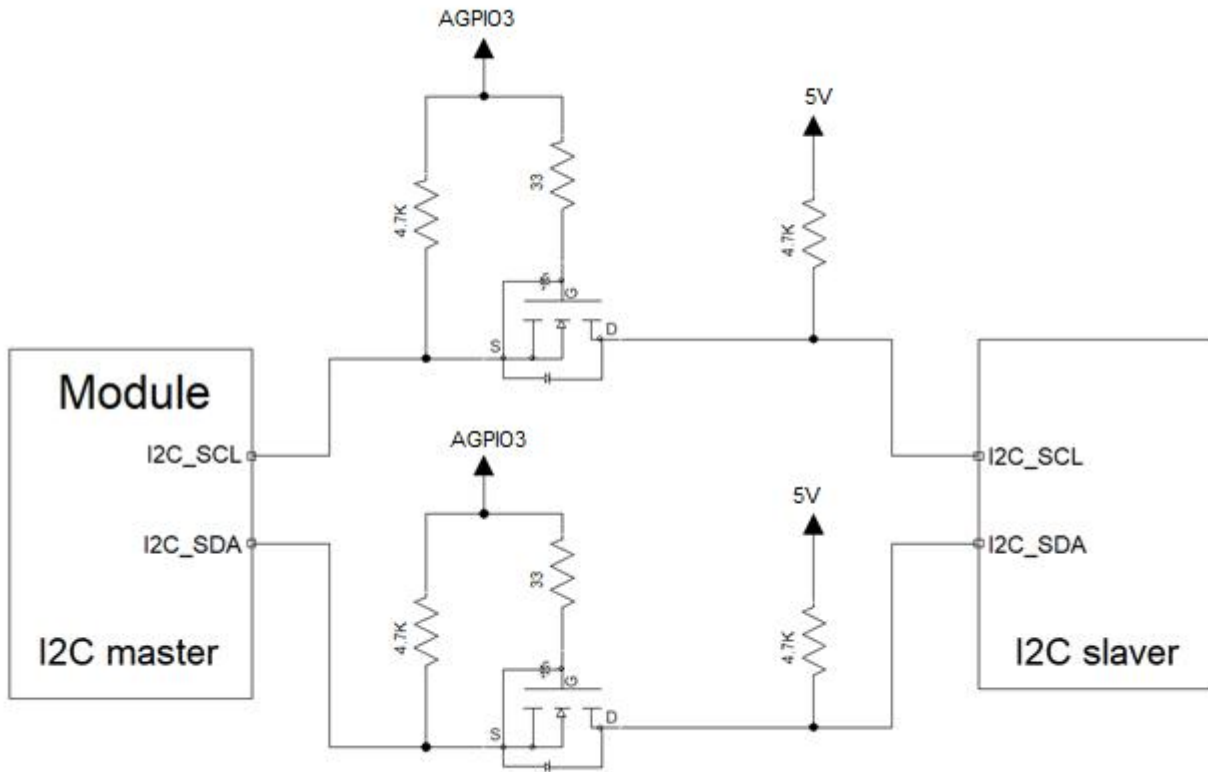 AGPIO3
5V
33
4.7K
4.7K
G
D
S
Module
I2C_SCL
AGPIO3
I2C_SCL
5V
I2C_SDA
I2C_SDA
33
4.7K
4.7K
I2C master
I2C slaver
G
D
S